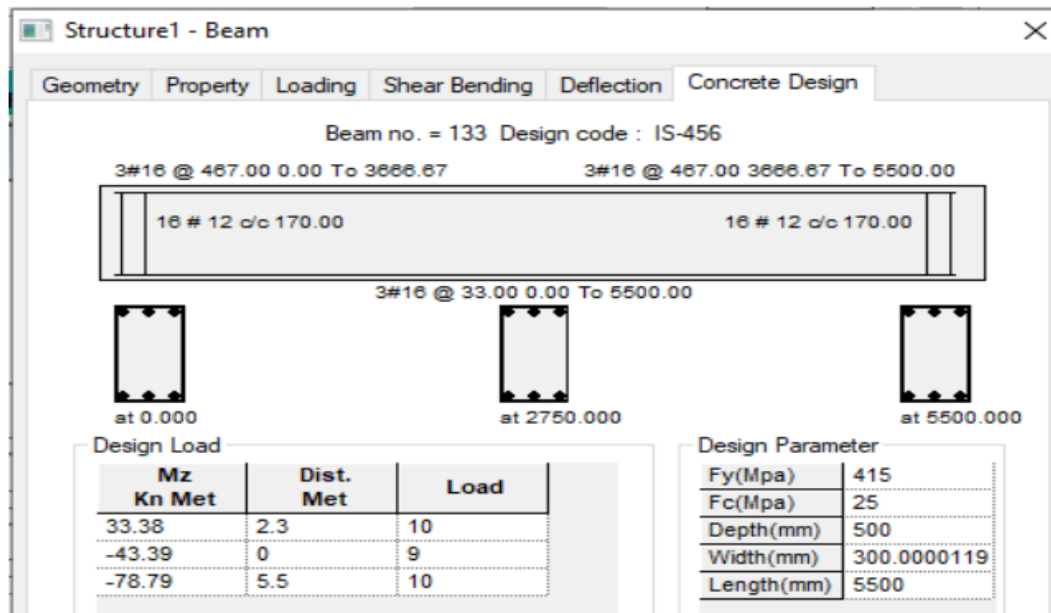 Structure1 - Beam
Geometry Property Loading Shear Bending Deflection Concrete Design
Beam no. = 133 Design code : IS-456
3#16 @ 467.00 0.00 To 3666.67 3#16 @ 467.00 3666.67 To 5500.00
16 # 12 c/c 170.00 16 # 12 c/c 170.00
3#16 @ 33.00 0.00 To 5500.00
at 0.000 at 2750.000 at 5500.000
Design Load Design Parameter
Mz Dist. Load
Kn Met Met
33.38 2.3 10
-43.39 0 9
-78.79 5.5 10
Fy(Mpa) 415
Fc(Mpa) 25
Depth(mm) 500
Width(mm) 300.0000119
Length(mm) 5500